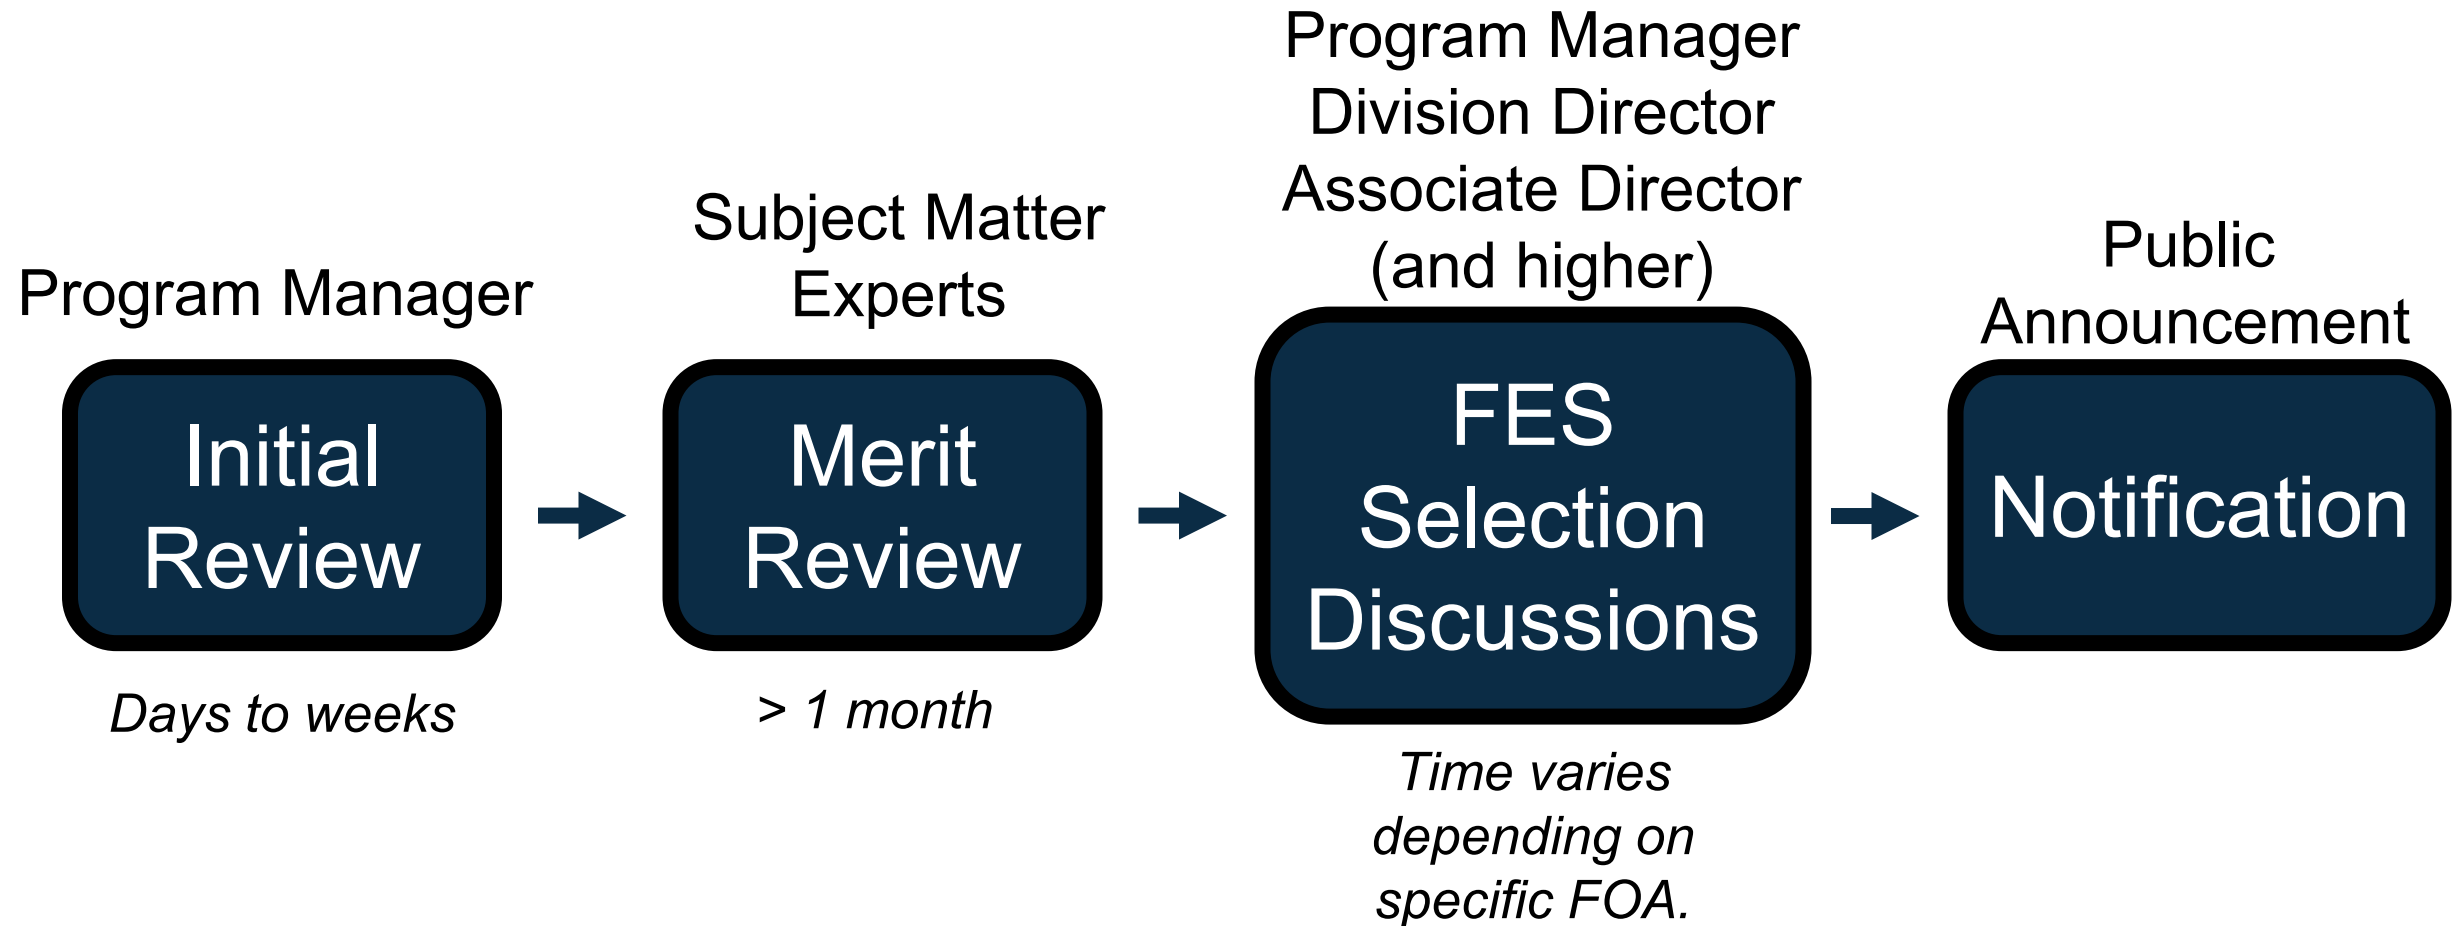 Program Manager
Initial
Review
Days to weeks
Subject Matter
Experts
Merit
Review
> 1 month
Program Manager
Division Director
Associate Director
(and higher)
FES
Selection
Discussions
Time varies
depending on
specific FOA.
Public
Announcement
Notification